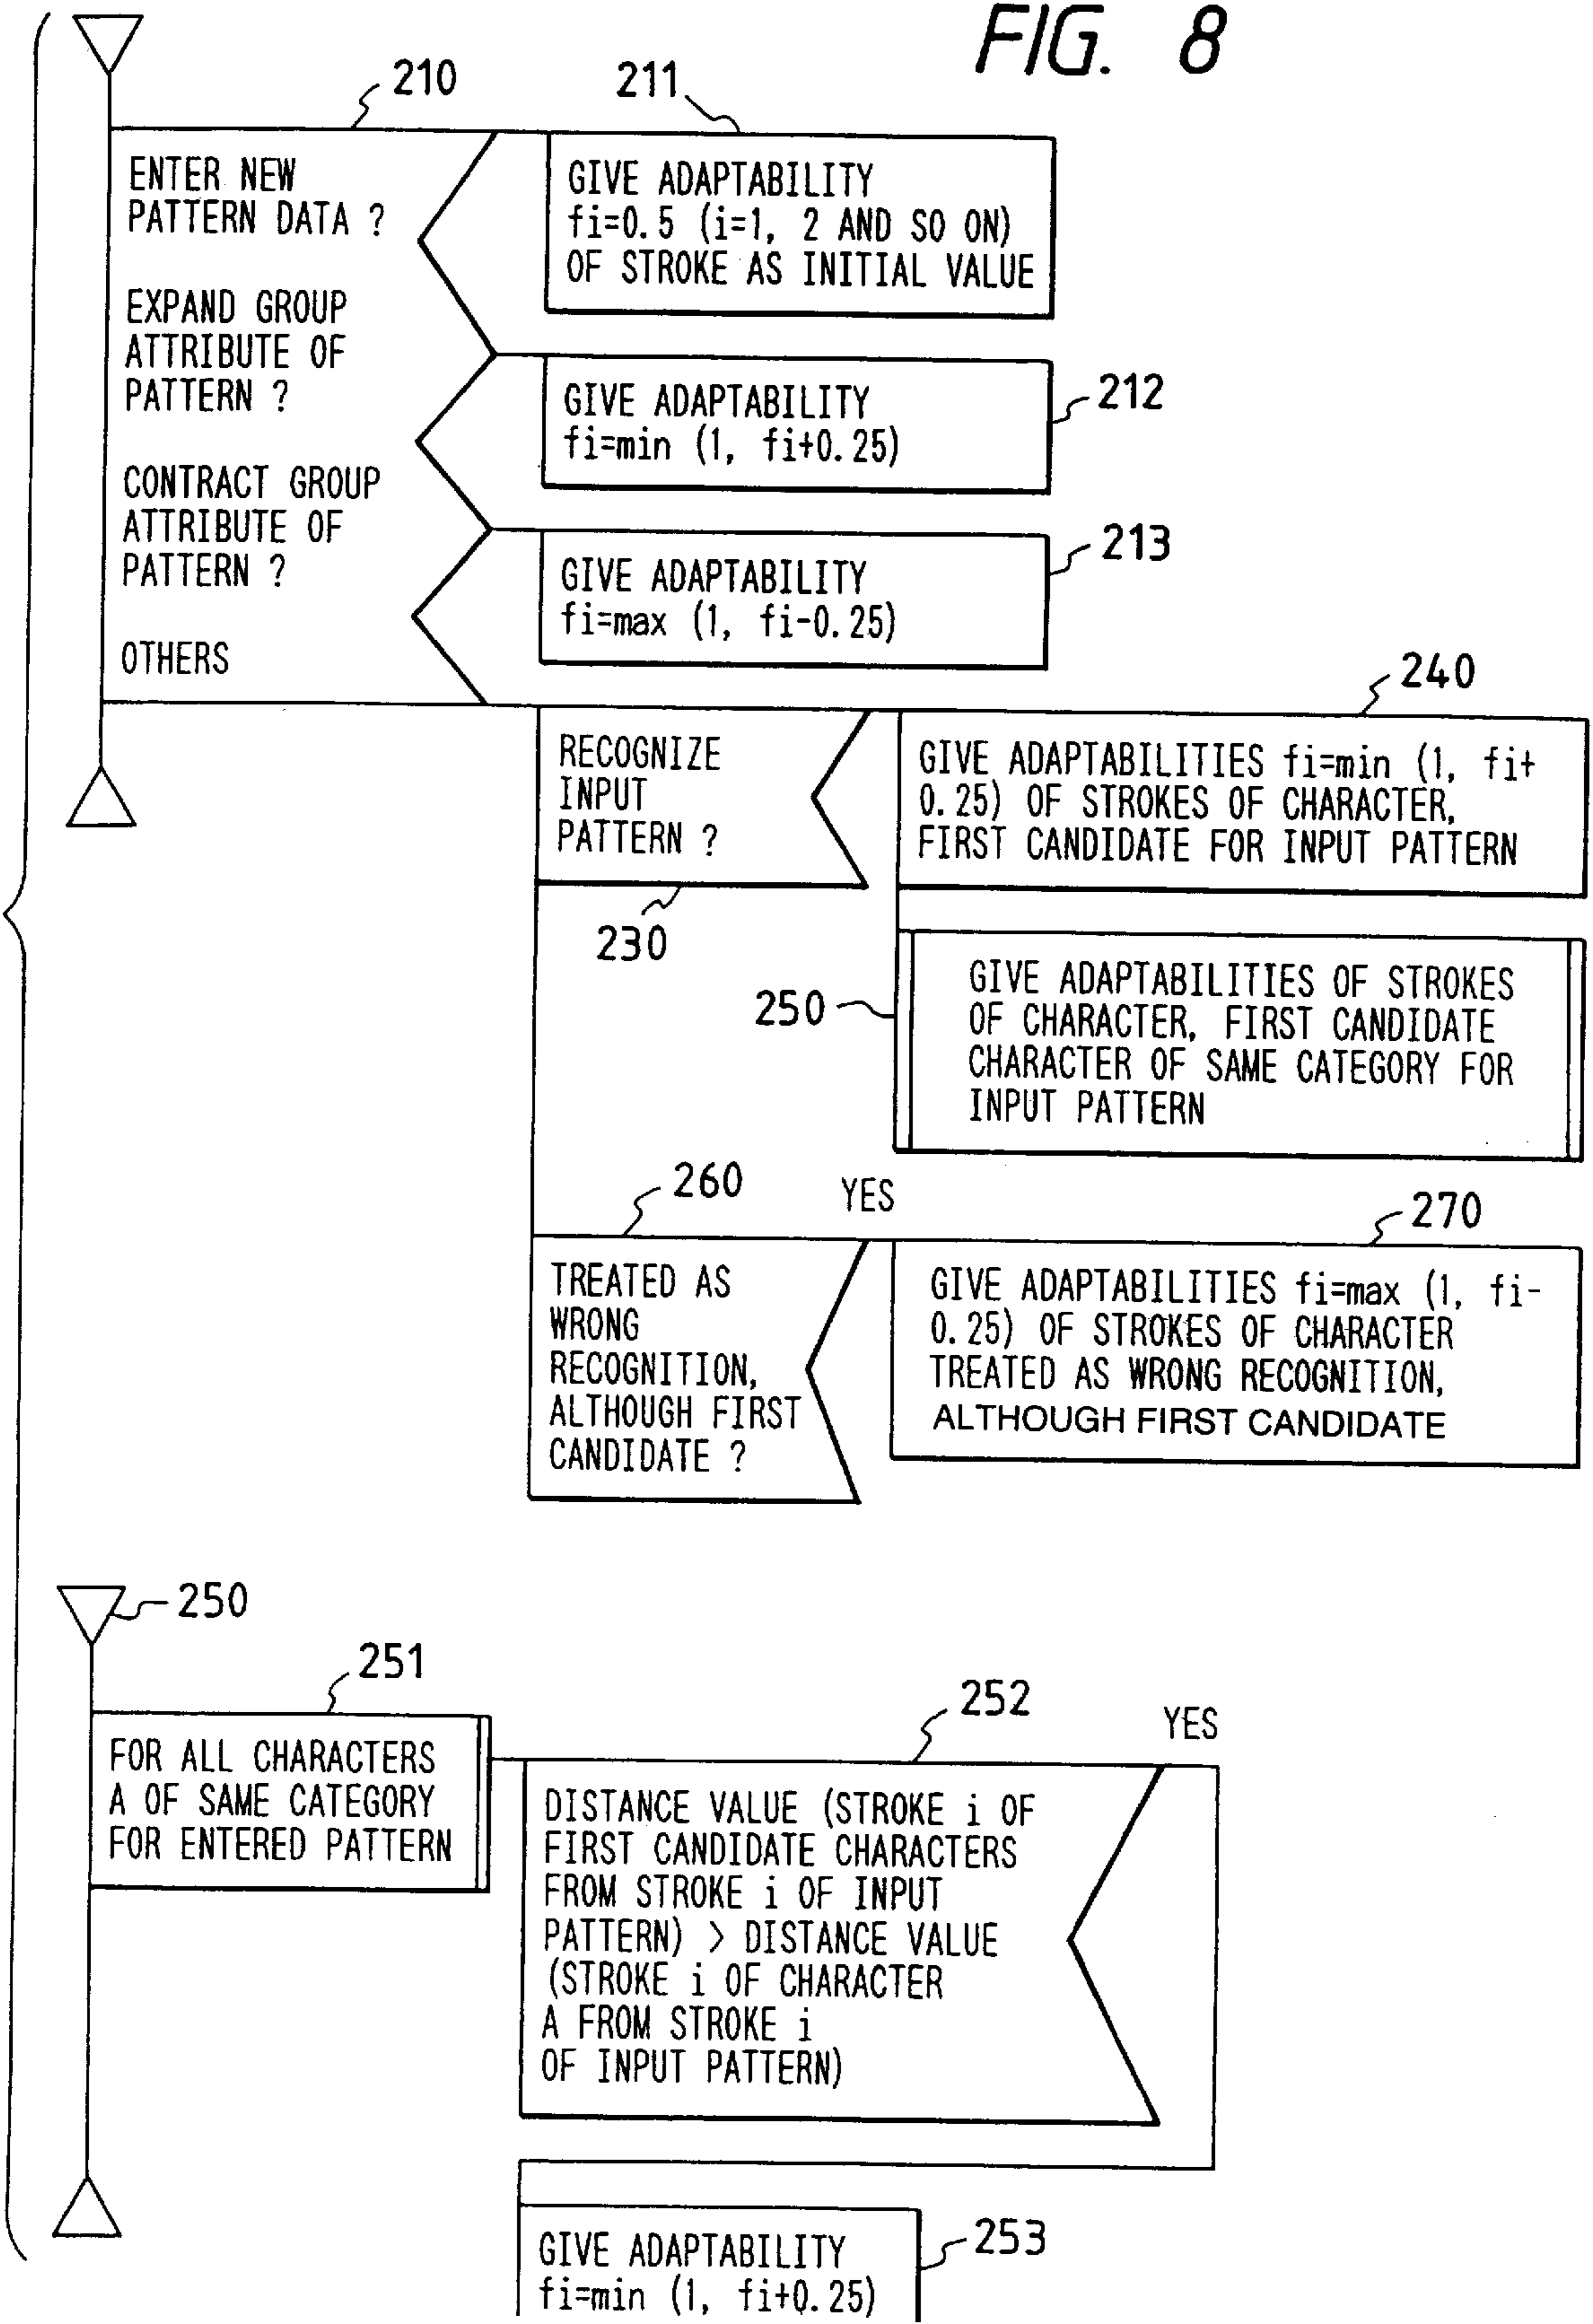 FIG. 8
210
211
ENTER NEW
PATTERN DATA ?
EXPAND GROUP
ATTRIBUTE OF
PATTERN ?
CONTRACT GROUP
ATTRIBUTE OF
PATTERN ?
OTHERS
GIVE ADAPTABILITY
fi=0.5 (i=1, 2 AND SO ON)
OF STROKE AS INITIAL VALUE
212
GIVE ADAPTABILITY
fi=min (1, fi+0.25)
213
GIVE ADAPTABILITY
fi=max (1, fi-0.25)
240
RECOGNIZE
INPUT
PATTERN ?
230
GIVE ADAPTABILITIES fi=min (1, fi+
0.25) OF STROKES OF CHARACTER,
FIRST CANDIDATE FOR INPUT PATTERN
250
GIVE ADAPTABILITIES OF STROKES
OF CHARACTER, FIRST CANDIDATE
CHARACTER OF SAME CATEGORY FOR
INPUT PATTERN
260
YES
270
TREATED AS
WRONG
RECOGNITION,
ALTHOUGH FIRST
CANDIDATE ?
GIVE ADAPTABILITIES fi=max (1, fi-
0.25) OF STROKES OF CHARACTER
TREATED AS WRONG RECOGNITION,
ALTHOUGH FIRST CANDIDATE
250
251
FOR ALL CHARACTERS
A OF SAME CATEGORY
FOR ENTERED PATTERN
252
YES
DISTANCE VALUE (STROKE i OF
FIRST CANDIDATE CHARACTERS
FROM STROKE i OF INPUT
PATTERN) > DISTANCE VALUE
(STROKE i OF CHARACTER
A FROM STROKE i
OF INPUT PATTERN)
253
GIVE ADAPTABILITY
fi=min (1, fi+0.25)